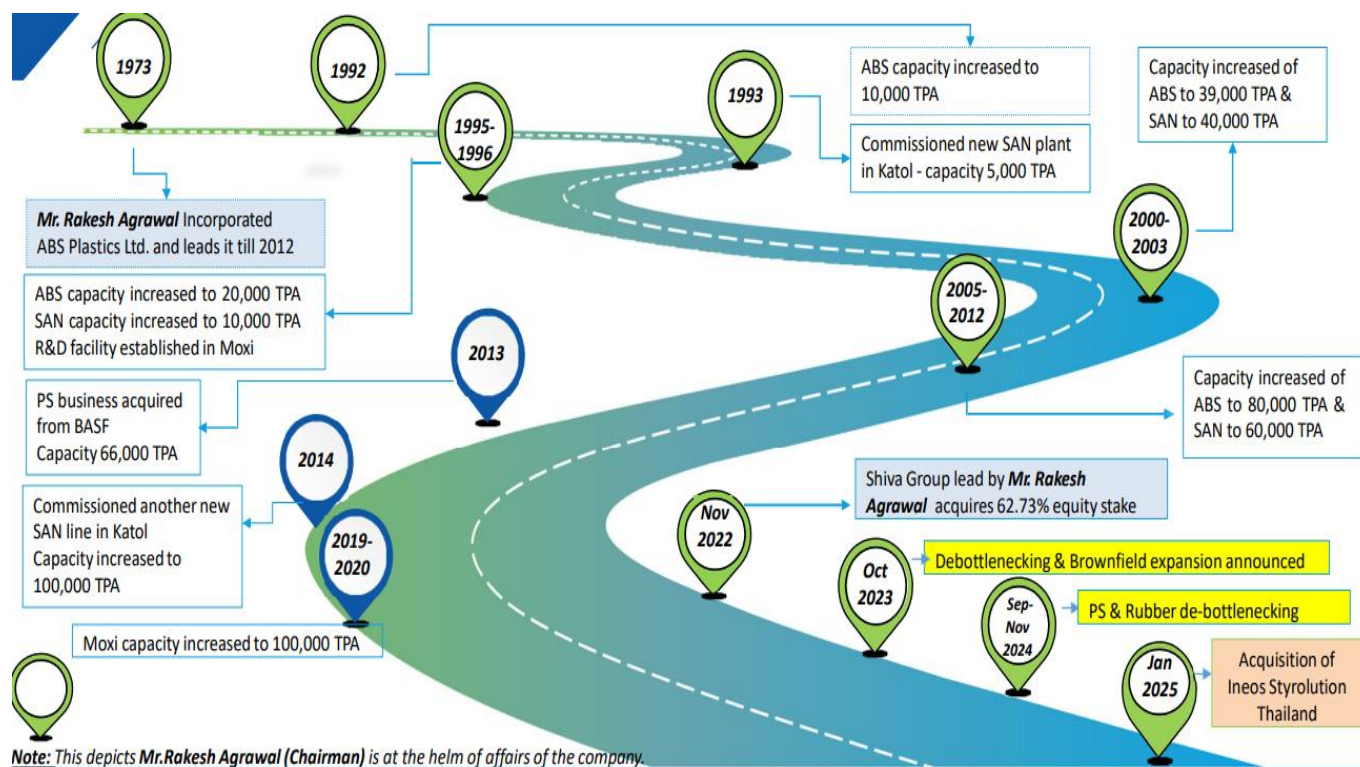 1973
1992
1993
1995-
1996
ABS capacity increased to
10,000 TPA
Capacity increased of
ABS to 39,000 TPA &
SAN to 40,000 TPA
Commissioned new SAN plant
in Katol - capacity 5,000 TPA
Mr. Rakesh Agrawal Incorporated
ABS Plastics Ltd. and leads it till 2012
2000-
2003
ABS capacity increased to 20,000 TPA
SAN capacity increased to 10,000 TPA
R&D facility established in Moxi
2005-
2012
2013
PS business acquired
from BASF
Capacity 66,000 TPA
Capacity increased of
ABS to 80,000 TPA &
SAN to 60,000 TPA
2014
Commissioned another new
SAN line in Katol
Capacity increased to
100,000 TPA
2019-
2020
Moxi capacity increased to 100,000 TPA
Shiva Group lead by Mr. Rakesh
Agrawal acquires 62.73% equity stake
Nov
2022
Debottlenecking & Brownfield expansion announced
Oct
2023
PS & Rubber de-bottlenecking
Sep-
Nov
2024
Jan
2025
Acquisition of
Ineos Styrolution
Thailand
Note: This depicts Mr.Rakesh Agrawal (Chairman) is at the helm of affairs of the company.